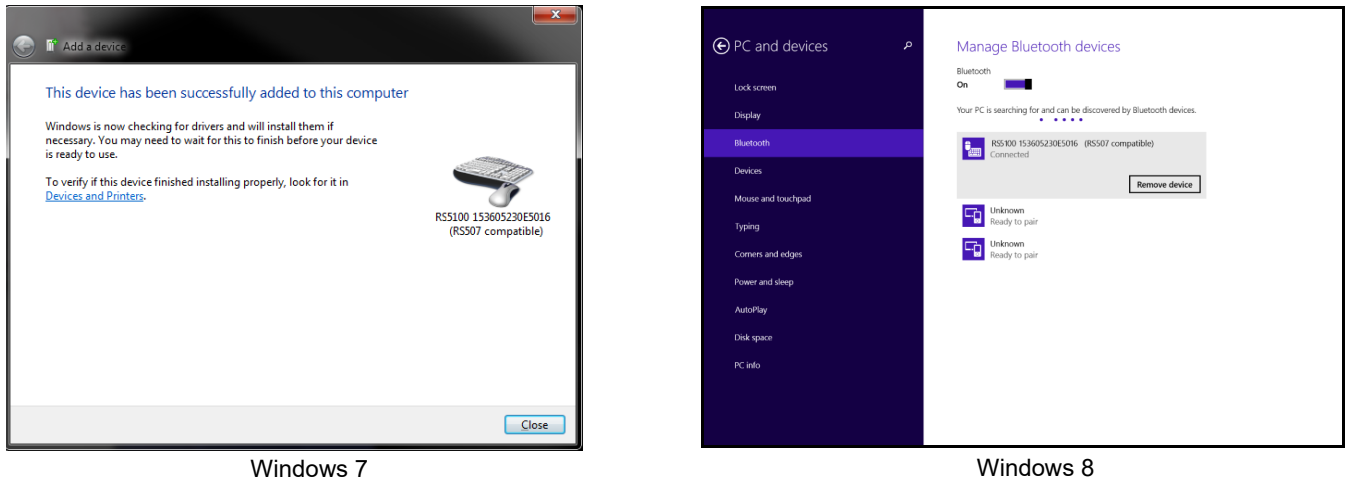 Add a device
This device has been successfully added to this computer
Windows is now checking for drivers and will install them if
necessary. You may need to wait for this to finish before your device
is ready to use.
To verify if this device finished installing properly, look for it in
Devices and Printers.
RS5100 153605230E5016
(RS507 compatible)
Close
Windows 7
PC and devices
Lock screen
Display
Bluetooth
Devices
Mouse and touchpad
Typing
Corners and edges
Power and sleep
AutoPlay
Disk space
PC info
Manage Bluetooth devices
Bluetooth
On
Your PC is searching for and can be discovered by Bluetooth devices.
RS5100 153605230E5016 (RS507 compatible)
Connected
Remove device
Unknown
Ready to pair
Unknown
Ready to pair
Windows 8